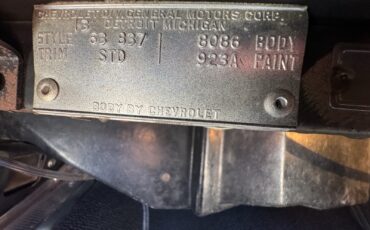 CHEVROLET DIV. GENERAL MOTORS CORP.
DETROIT MICHIGAN
STYLE 63 837 8086 BODY
TRIM STD 923A PAINT
BODY BY CHEVROLET